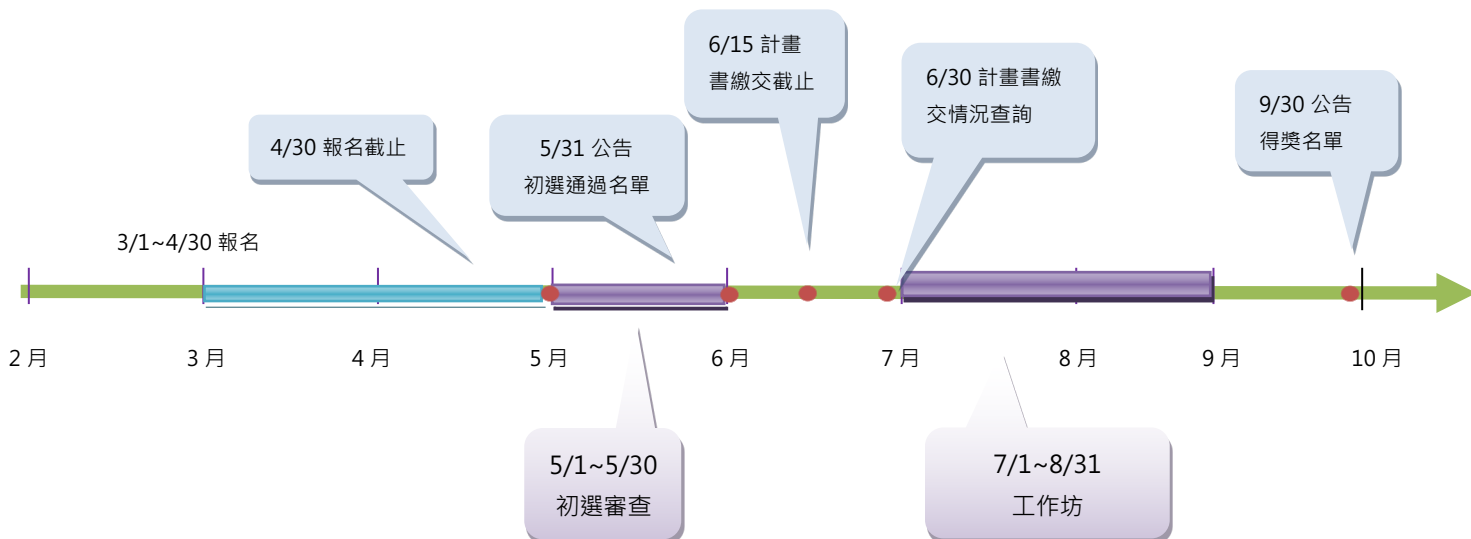 6/15 計畫
書繳交截止
6/30 計畫書繳
交情況查詢
9/30 公告
得獎名單
4/30 報名截止
5/31 公告
初選通過名單
3/1~4/30 報名
2 月
3 月
4 月
5 月
6 月
7 月
8 月
9 月
10 月
5/1~5/30
初選審查
7/1~8/31
工作坊